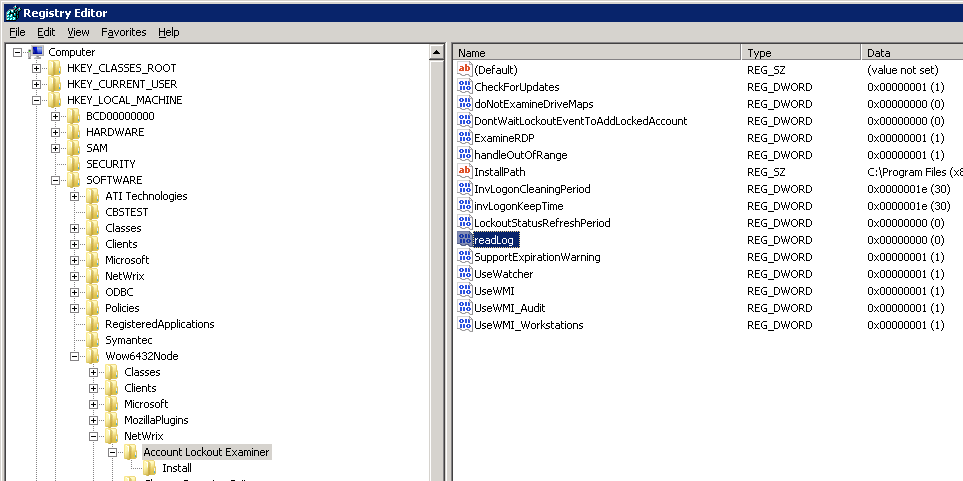 Registry Editor
File Edit View Favorites Help
Computer
HKEY_CLASSES_ROOT
HKEY_CURRENT_USER
HKEY_LOCAL_MACHINE
BCD00000000
HARDWARE
SAM
SECURITY
SOFTWARE
ATI Technologies
CBSTEST
Classes
Clients
Microsoft
NetWrix
ODBC
Policies
RegisteredApplications
Symantec
Wow6432Node
Classes
Clients
Microsoft
MozillaPlugins
NetWrix
Account Lockout Examiner
Install
Name Type Data
(Default) REG_SZ (value not set)
CheckForUpdates REG_DWORD 0x00000001 (1)
doNotExamineDriveMaps REG_DWORD 0x00000000 (0)
DontWaitLockoutEventToAddLockedAccount REG_DWORD 0x00000000 (0)
ExamineRDP REG_DWORD 0x00000001 (1)
handleOutOfRange REG_DWORD 0x00000001 (1)
InstallPath REG_SZ C:\Program Files (x8
InvLogonCleaningPeriod REG_DWORD 0x0000001e (30)
invLogonKeepTime REG_DWORD 0x0000001e (30)
LockoutStatusRefreshPeriod REG_DWORD 0x00000000 (0)
readLog REG_DWORD 0x00000000 (0)
SupportExpirationWarning REG_DWORD 0x00000001 (1)
UseWatcher REG_DWORD 0x00000001 (1)
UseWMI REG_DWORD 0x00000001 (1)
UseWMI_Audit REG_DWORD 0x00000001 (1)
UseWMI_Workstations REG_DWORD 0x00000001 (1)